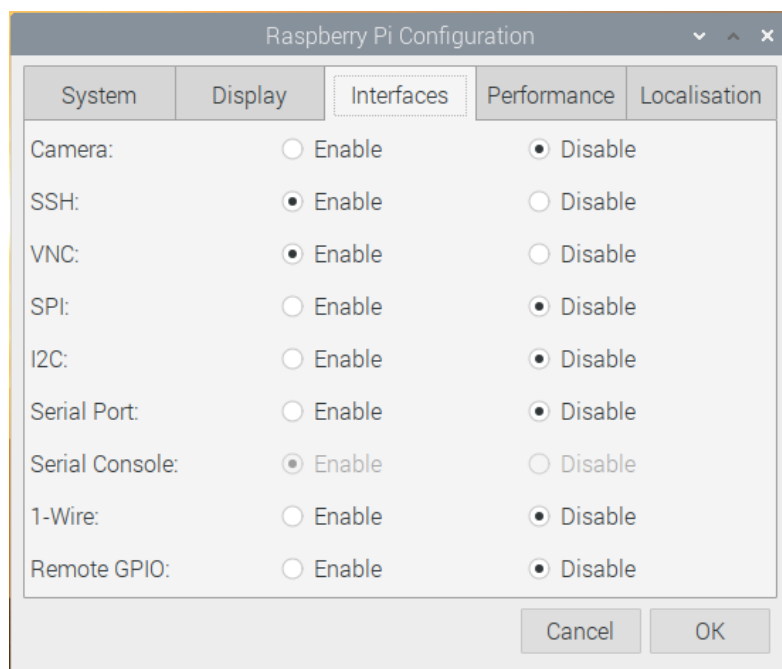 Raspberry Pi Configuration
System Display Interfaces Performance Localisation
Camera: Enable Disable
SSH: Enable Disable
VNC: Enable Disable
SPI: Enable Disable
I2C: Enable Disable
Serial Port: Enable Disable
Serial Console: Enable Disable
1-Wire: Enable Disable
Remote GPIO: Enable Disable
Cancel OK